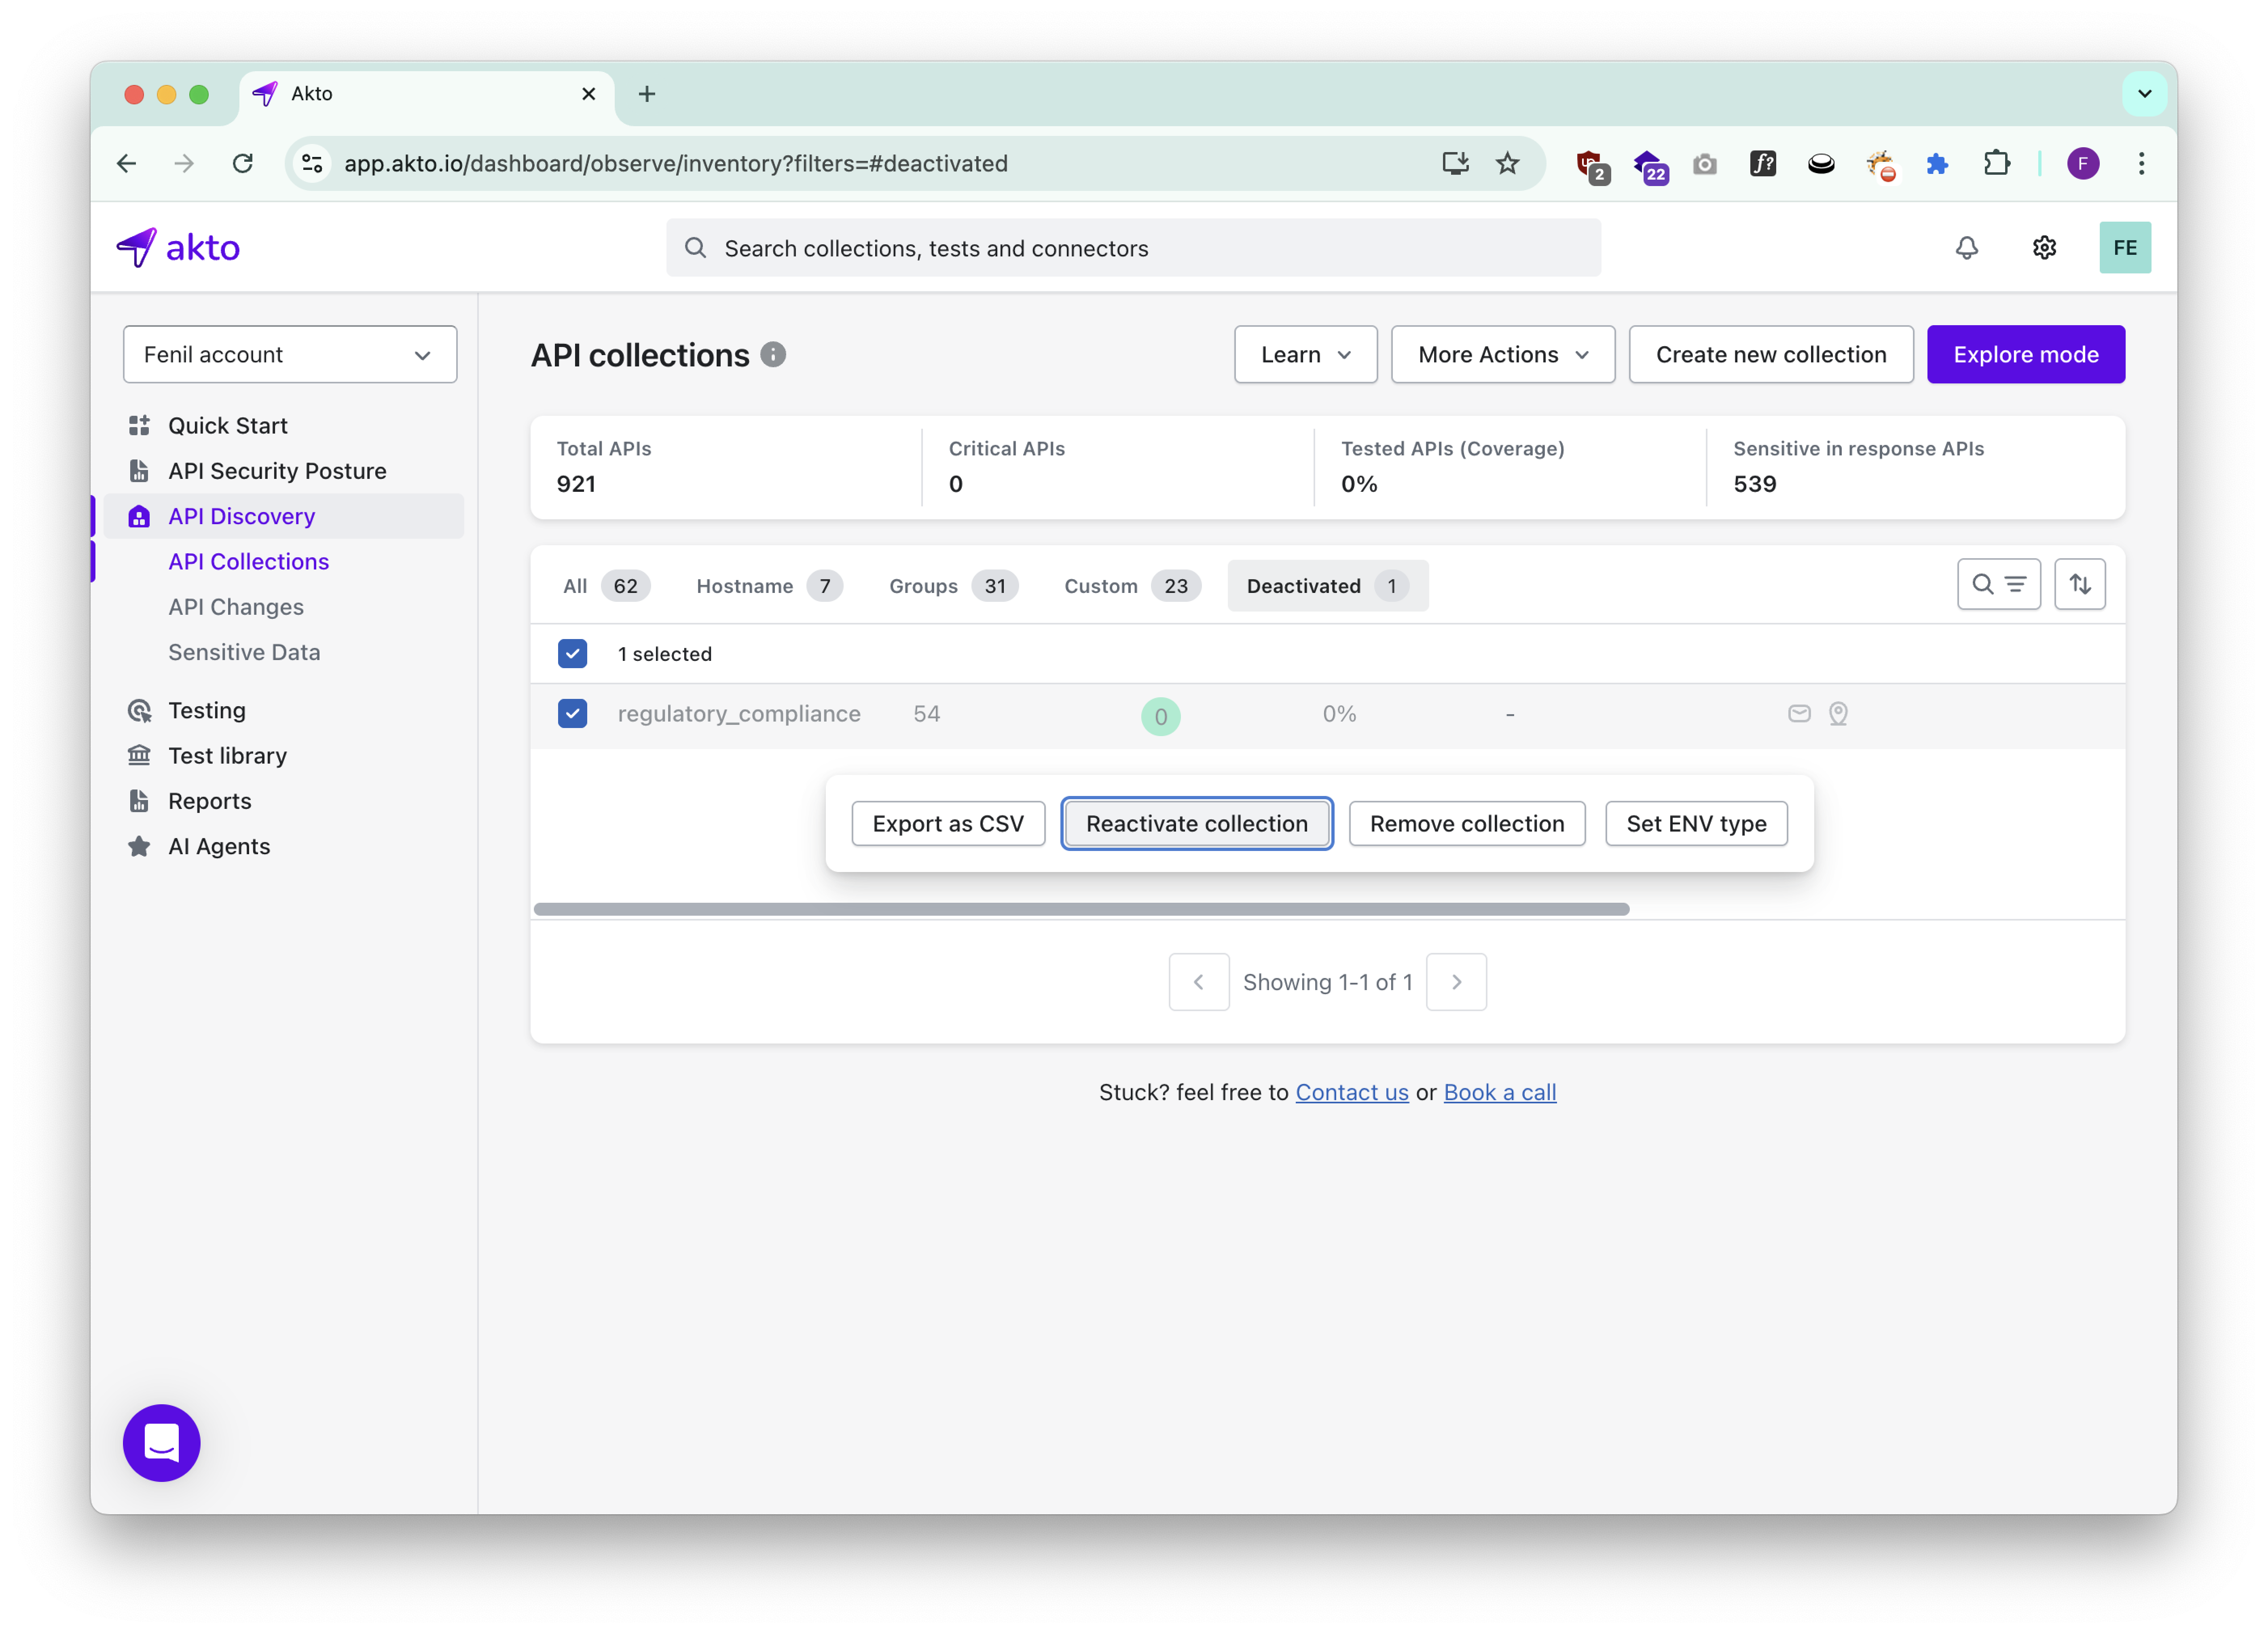 Akto
app.akto.io/dashboard/observe/inventory?filters=#deactivated
2
22
f?
F
akto
Search collections, tests and connectors
FE
Fenil account
Quick Start
API Security Posture
API Discovery
API Collections
API Changes
Sensitive Data
Testing
Test library
Reports
AI Agents
API collections
Learn
More Actions
Create new collection
Explore mode
Total APIs
921
Critical APIs
0
Tested APIs (Coverage)
0%
Sensitive in response APIs
539
All 62
Hostname 7
Groups 31
Custom 23
Deactivated 1
1 selected
regulatory_compliance 54 0 0% -
Export as CSV
Reactivate collection
Remove collection
Set ENV type
Showing 1-1 of 1
Stuck? feel free to Contact us or Book a call